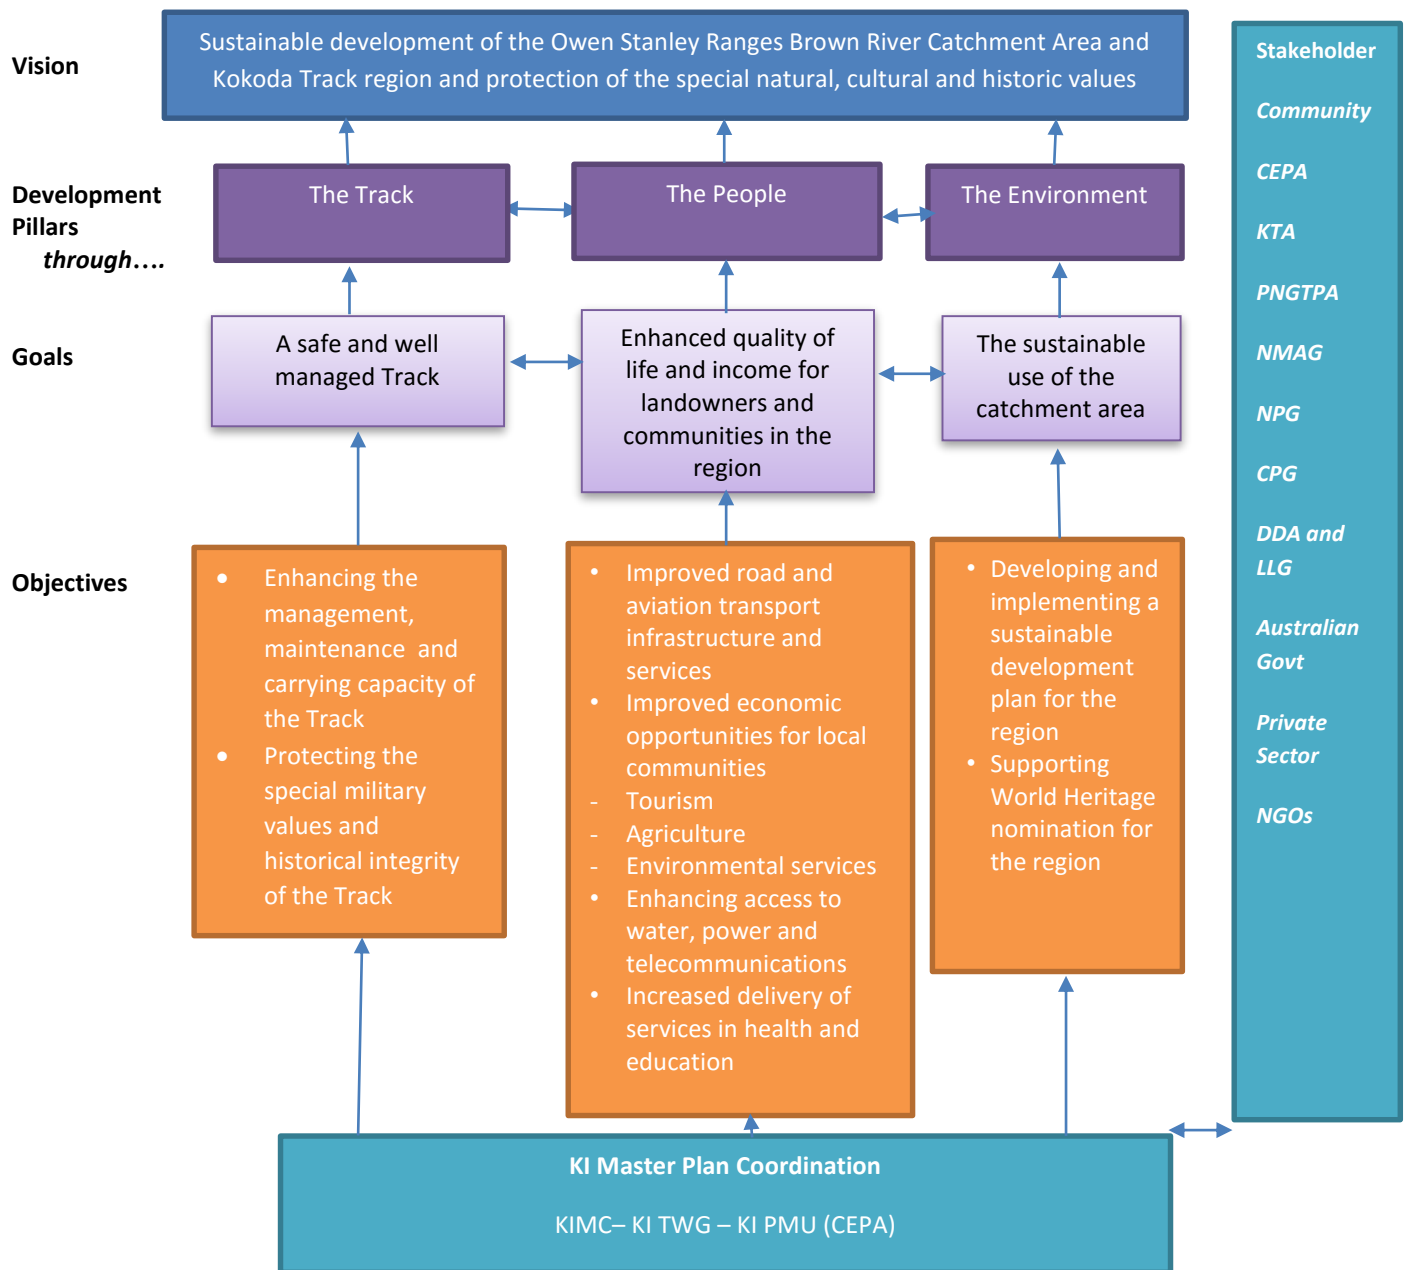 Vision
Sustainable development of the Owen Stanley Ranges Brown River Catchment Area and
Kokoda Track region and protection of the special natural, cultural and historic values
Development
Pillars
through….
The Track
The People
The Environment
Goals
A safe and well
managed Track
Enhanced quality of
life and income for
landowners and
communities in the
region
The sustainable
use of the
catchment area
Objectives
• Enhancing the
management,
maintenance and
carrying capacity of
the Track
• Protecting the
special military
values and
historical integrity
of the Track
• Improved road and
aviation transport
infrastructure and
services
• Improved economic
opportunities for local
communities
- Tourism
- Agriculture
- Environmental services
• Enhancing access to
water, power and
telecommunications
• Increased delivery of
services in health and
education
• Developing and
implementing a
sustainable
development
plan for the
region
• Supporting
World Heritage
nomination for
the region
KI Master Plan Coordination
KIMC– KI TWG – KI PMU (CEPA)
Stakeholder
Community
CEPA
KTA
PNGTPA
NMAG
NPG
CPG
DDA and
LLG
Australian
Govt
Private
Sector
NGOs